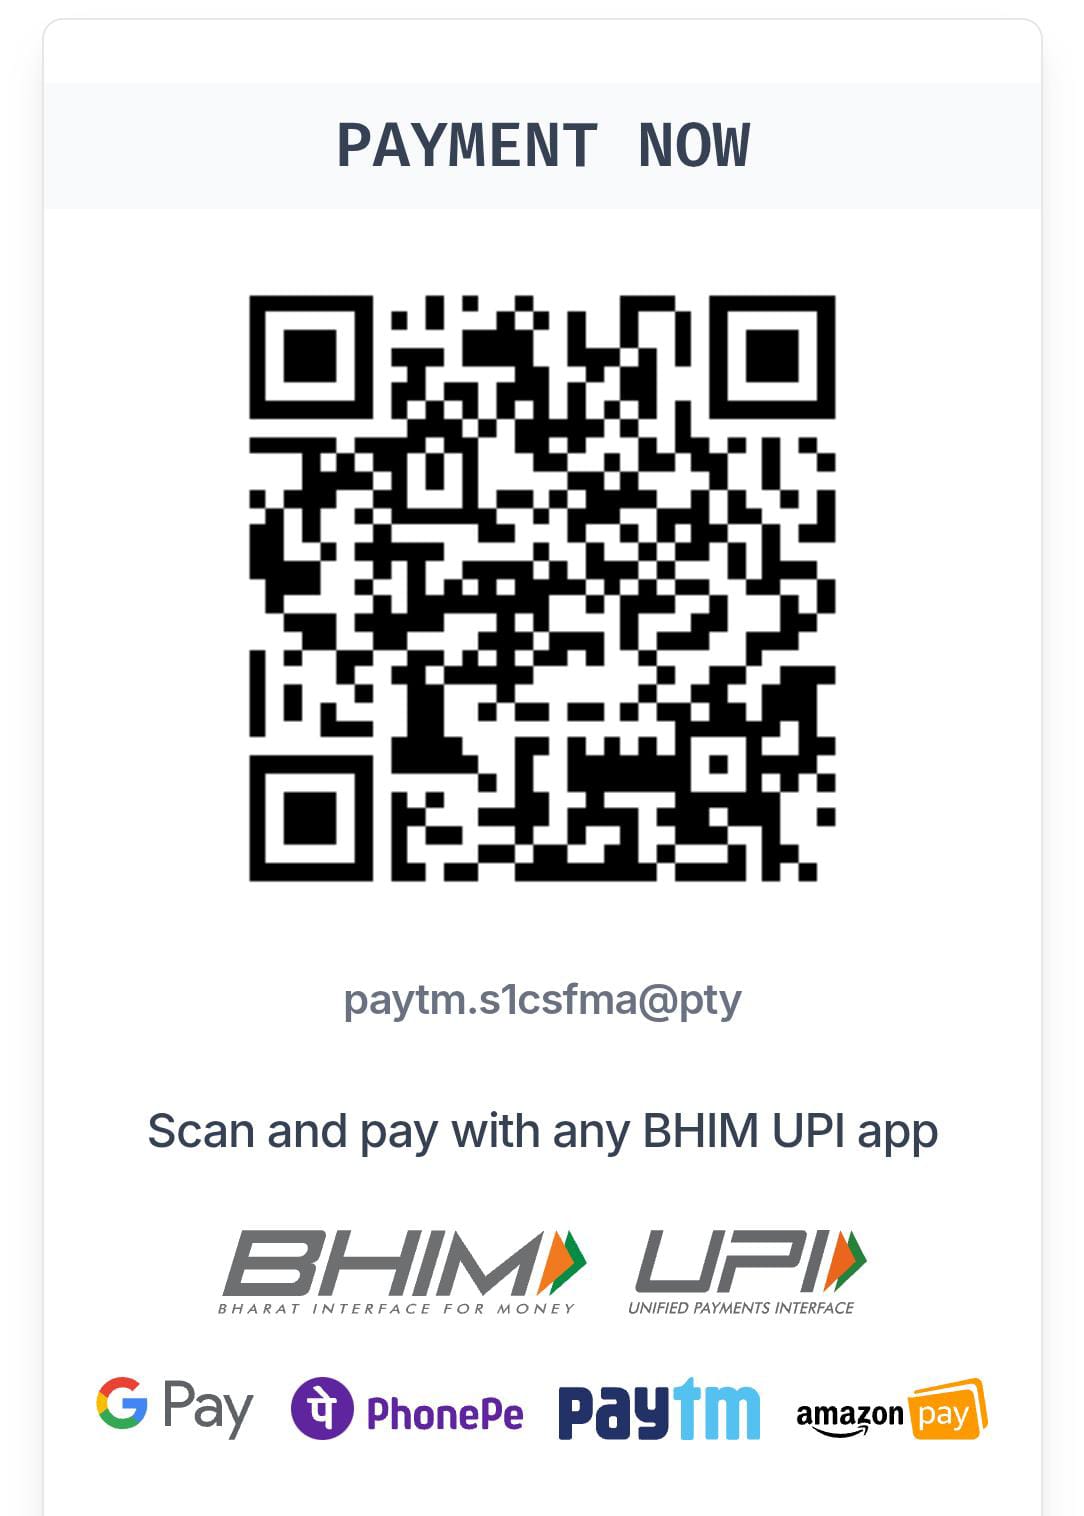 PAYMENT NOW
paytm.s1csfma@pty
Scan and pay with any BHIM UPI app
BHIM UPI
BHARAT INTERFACE FOR MONEY UNIFIED PAYMENTS INTERFACE
G Pay पे PhonePe paytm amazon pay